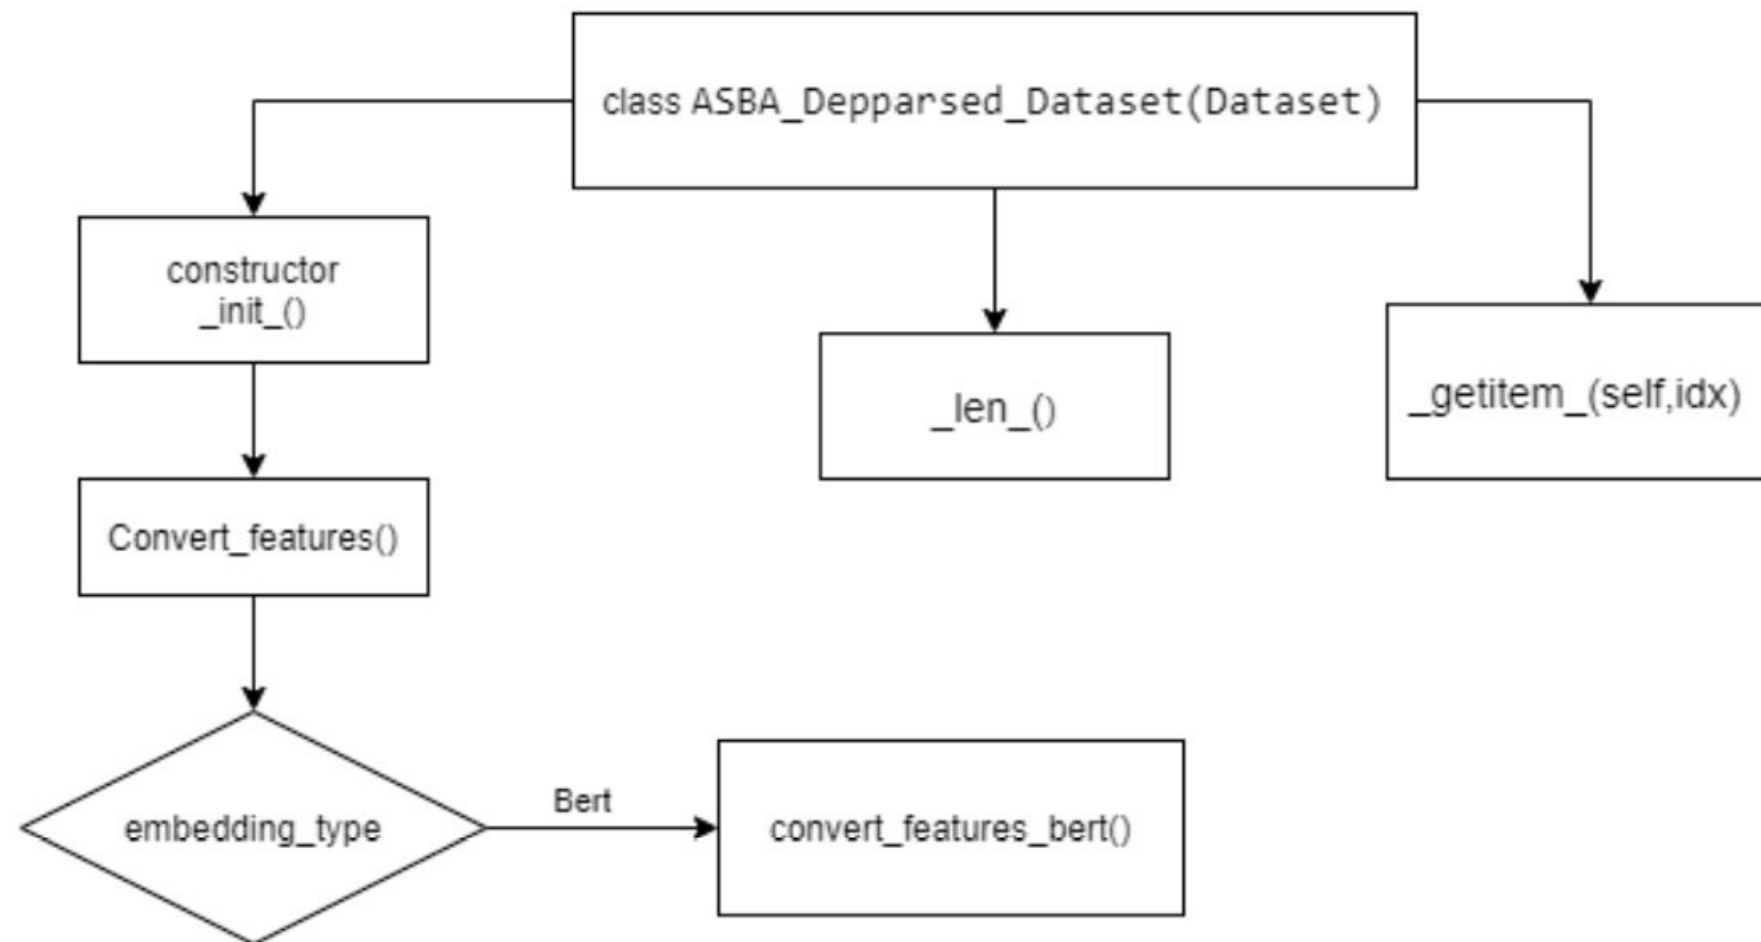 class ASBA_Depparsed_Dataset(Dataset)
constructor
_init_()
_len_()
_getitem_(self,idx)
Convert_features()
embedding_type
Bert
convert_features_bert()